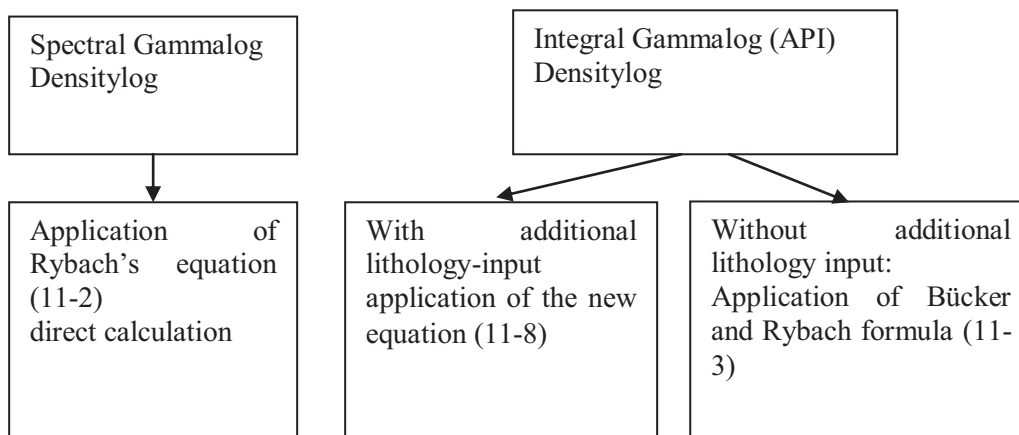 Spectral Gammalog
Densitylog
Integral Gammalog (API)
Densitylog
Application of
Rybach's equation
(11-2)
direct calculation
With additional
lithology-input
application of the new
equation (11-8)
Without additional
lithology input:
Application of Bücker
and Rybach formula (11-
3)